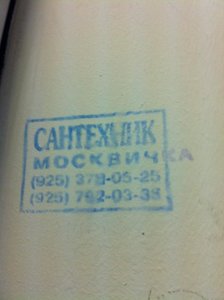 САНТЕХНИК
МОСКВИЧКА
(925) 378-05-25
(925) 782-03-38